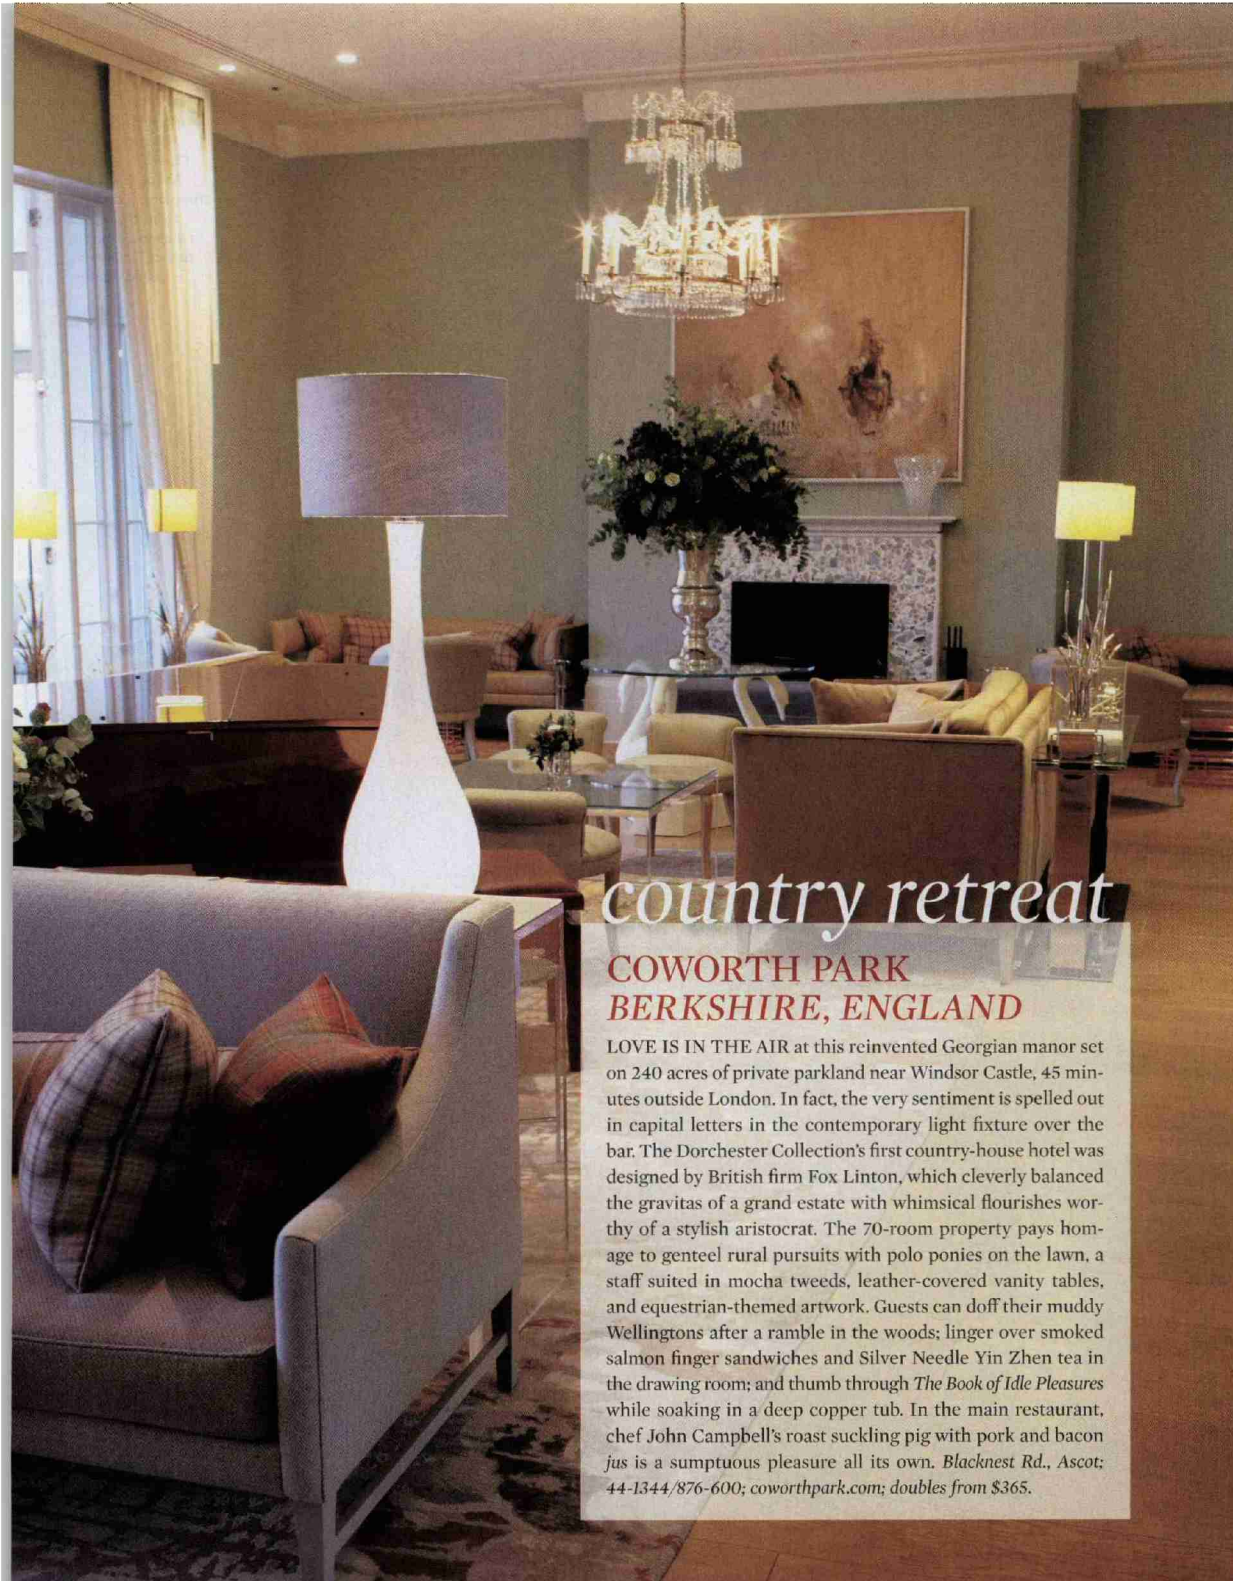 country retreat
COWORTH PARK
BERKSHIRE, ENGLAND
LOVE IS IN THE AIR at this reinvented Georgian manor set
on 240 acres of private parkland near Windsor Castle, 45 min-
utes outside London. In fact, the very sentiment is spelled out
in capital letters in the contemporary light fixture over the
bar. The Dorchester Collection's first country-house hotel was
designed by British firm Fox Linton, which cleverly balanced
the gravitas of a grand estate with whimsical flourishes wor-
thy of a stylish aristocrat. The 70-room property pays hom-
age to genteel rural pursuits with polo ponies on the lawn, a
staff suited in mocha tweeds, leather-covered vanity tables,
and equestrian-themed artwork. Guests can doff their muddy
Wellingtons after a ramble in the woods; linger over smoked
salmon finger sandwiches and Silver Needle Yin Zhen tea in
the drawing room; and thumb through The Book of Idle Pleasures
while soaking in a deep copper tub. In the main restaurant,
chef John Campbell's roast suckling pig with pork and bacon
jus is a sumptuous pleasure all its own. Blacknest Rd., Ascot;
44-1344/876-600; coworthpark.com; doubles from $365.